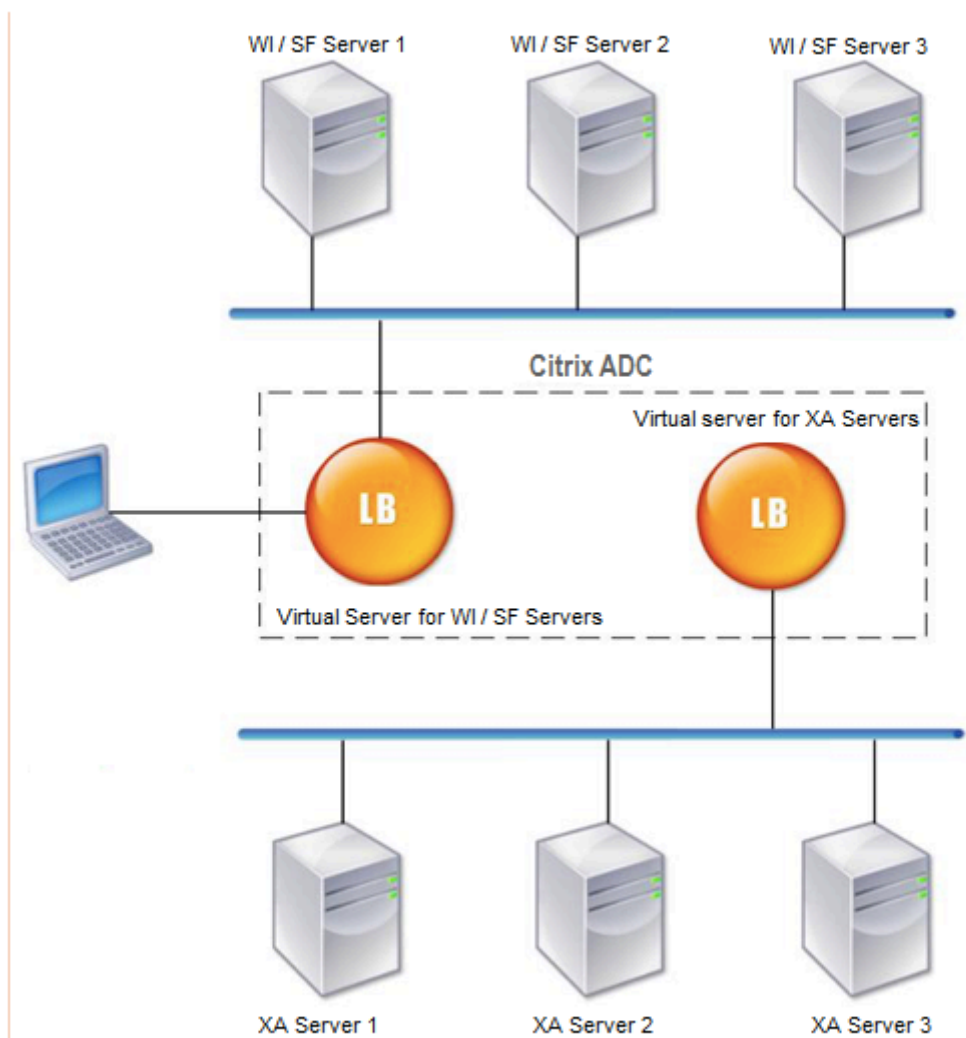 WI / SF Server 1
WI / SF Server 2
WI / SF Server 3
Citrix ADC
Virtual server for XA Servers
LB
LB
Virtual Server for WI / SF Servers
XA Server 1
XA Server 2
XA Server 3